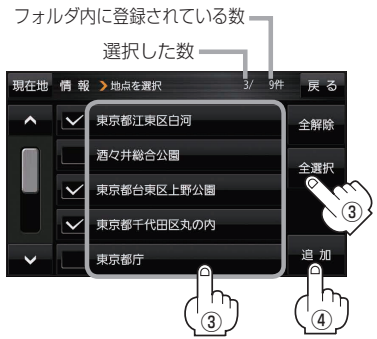 フォルダ内に登録されている数
選択した数
現在地 情報 ❯地点を選択 3/ 9件 戻る
東京都江東区白河 全解除
酒々井総合公園
全選択
東京都台東区上野公園
③
東京都千代田区丸の内
東京都庁 追加
③ ④